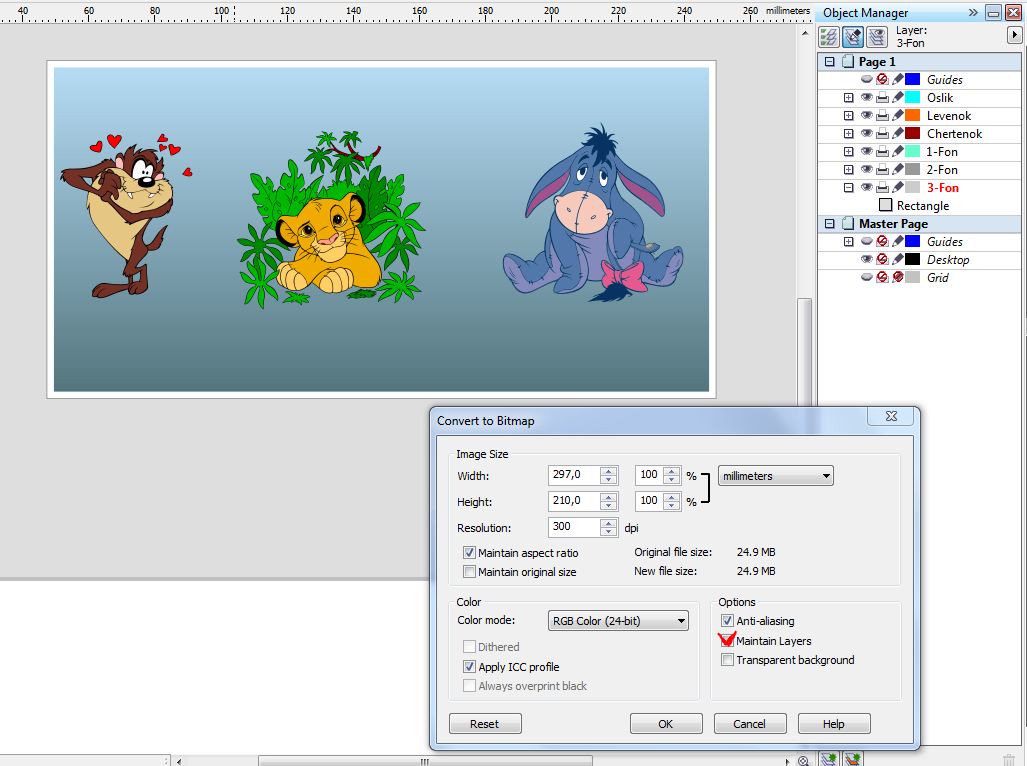 40 60 80 100 120 140 160 180 200 220 240 260 millimeters
Object Manager
Layer:
3-Fon
Page 1
Guides
Oslik
Levenok
Chertenok
1-Fon
2-Fon
3-Fon
Rectangle
Master Page
Guides
Desktop
Grid
Convert to Bitmap
Image Size
Width: 297,0 100 % millimeters
Height: 210,0 100 %
Resolution: 300 dpi
Maintain aspect ratio Original file size: 24.9 MB
Maintain original size New file size: 24.9 MB
Color Options
Color mode: RGB Color (24-bit) Anti-aliasing
Dithered Maintain Layers
Apply ICC profile Transparent background
Always overprint black
Reset OK Cancel Help